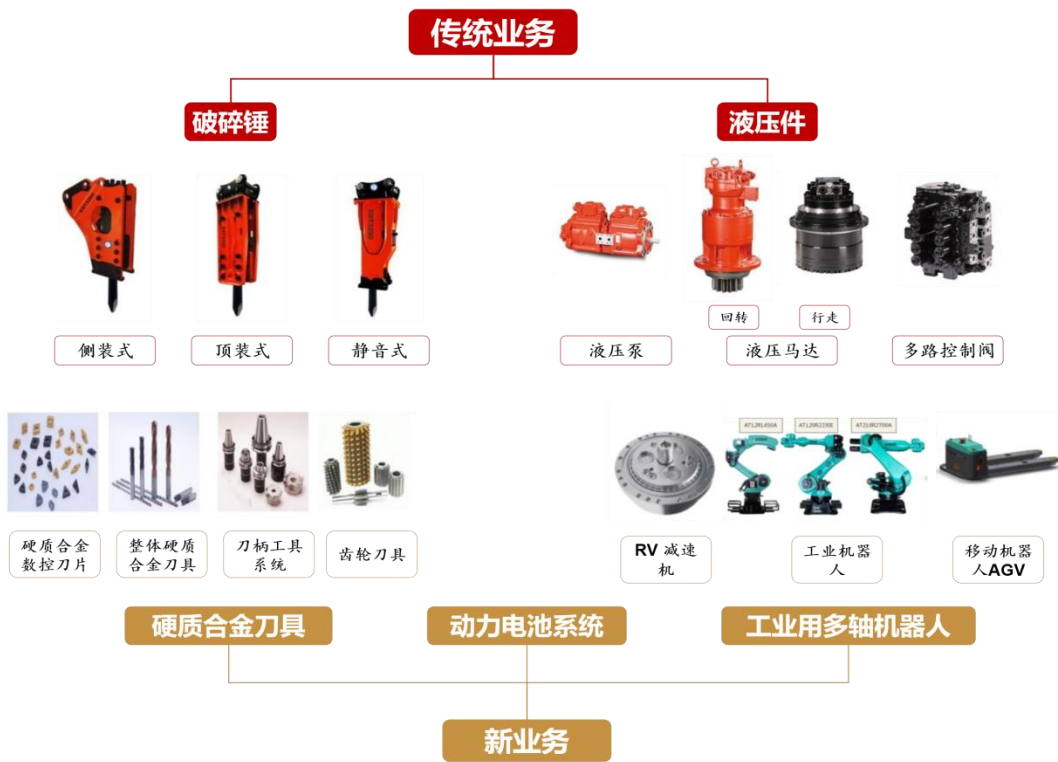 传统业务
破碎锤
液压件
回转
行走
侧装式
顶装式
静音式
液压泵
液压马达
多路控制阀
AT12RL450A
AT120R2230E
AT210R2700A
硬质合金
数控刀片
整体硬质
合金刀具
刀柄工具
系统
齿轮刀具
RV 减速
机
工业机器
人
移动机器
人AGV
硬质合金刀具
动力电池系统
工业用多轴机器人
新业务